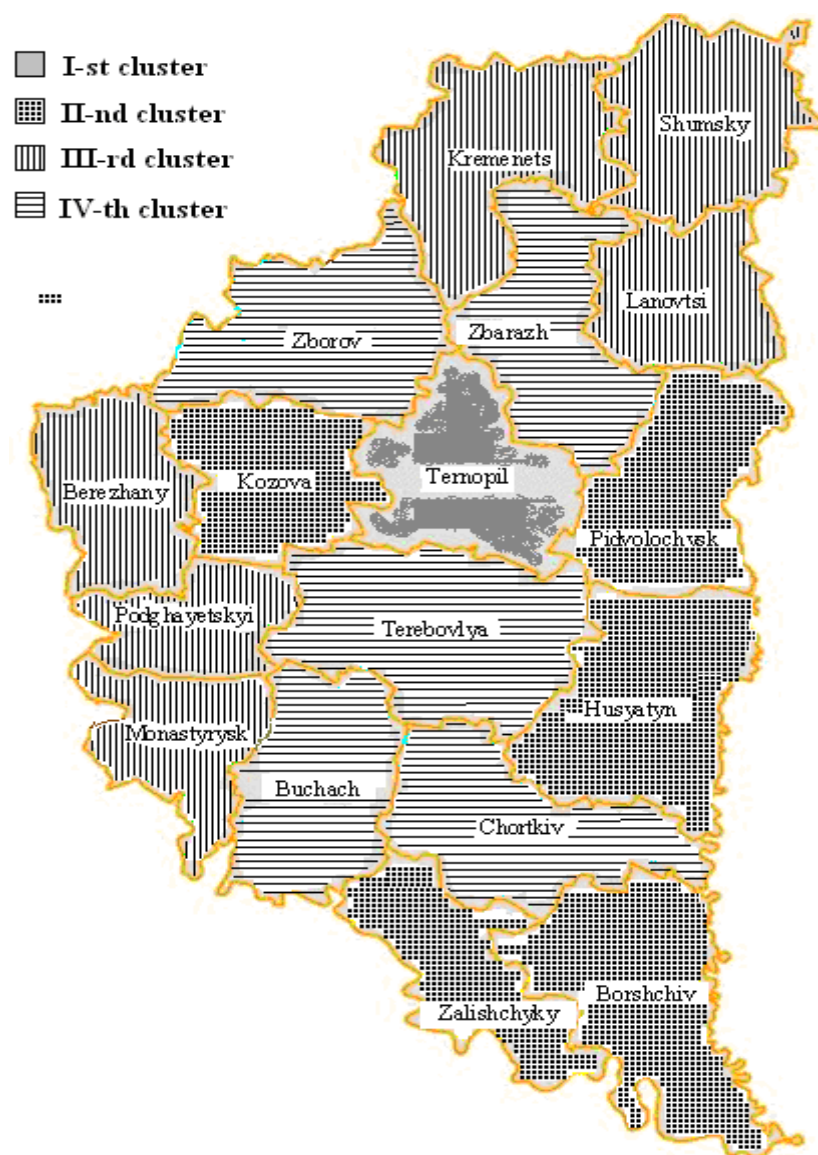 I-st cluster
II-nd cluster
III-rd cluster
IV-th cluster
Shumsky
Kremenets
Lanovtsi
Zborov
Zbarazh
Berezhany
Kozova
Ternopil
Pidvolochysk
Podghayetskyi
Terebovlya
Husyatyn
Monastyrysk
Buchach
Chortkiv
Zalishchyky
Borshchiv